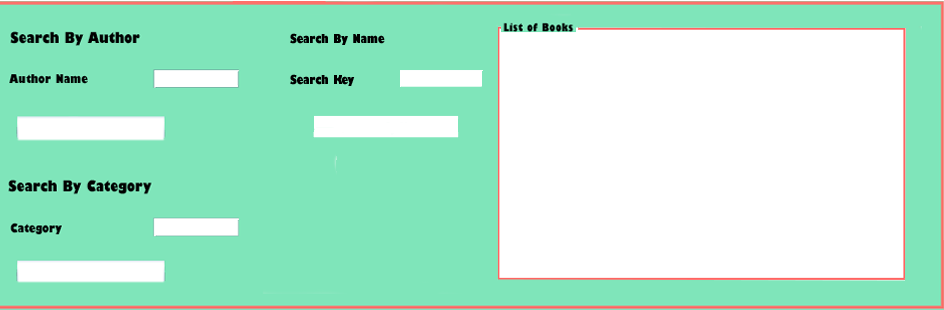 Search By Author
Author Name
Search By Name
Search Key
List of Books
Search By Category
Category